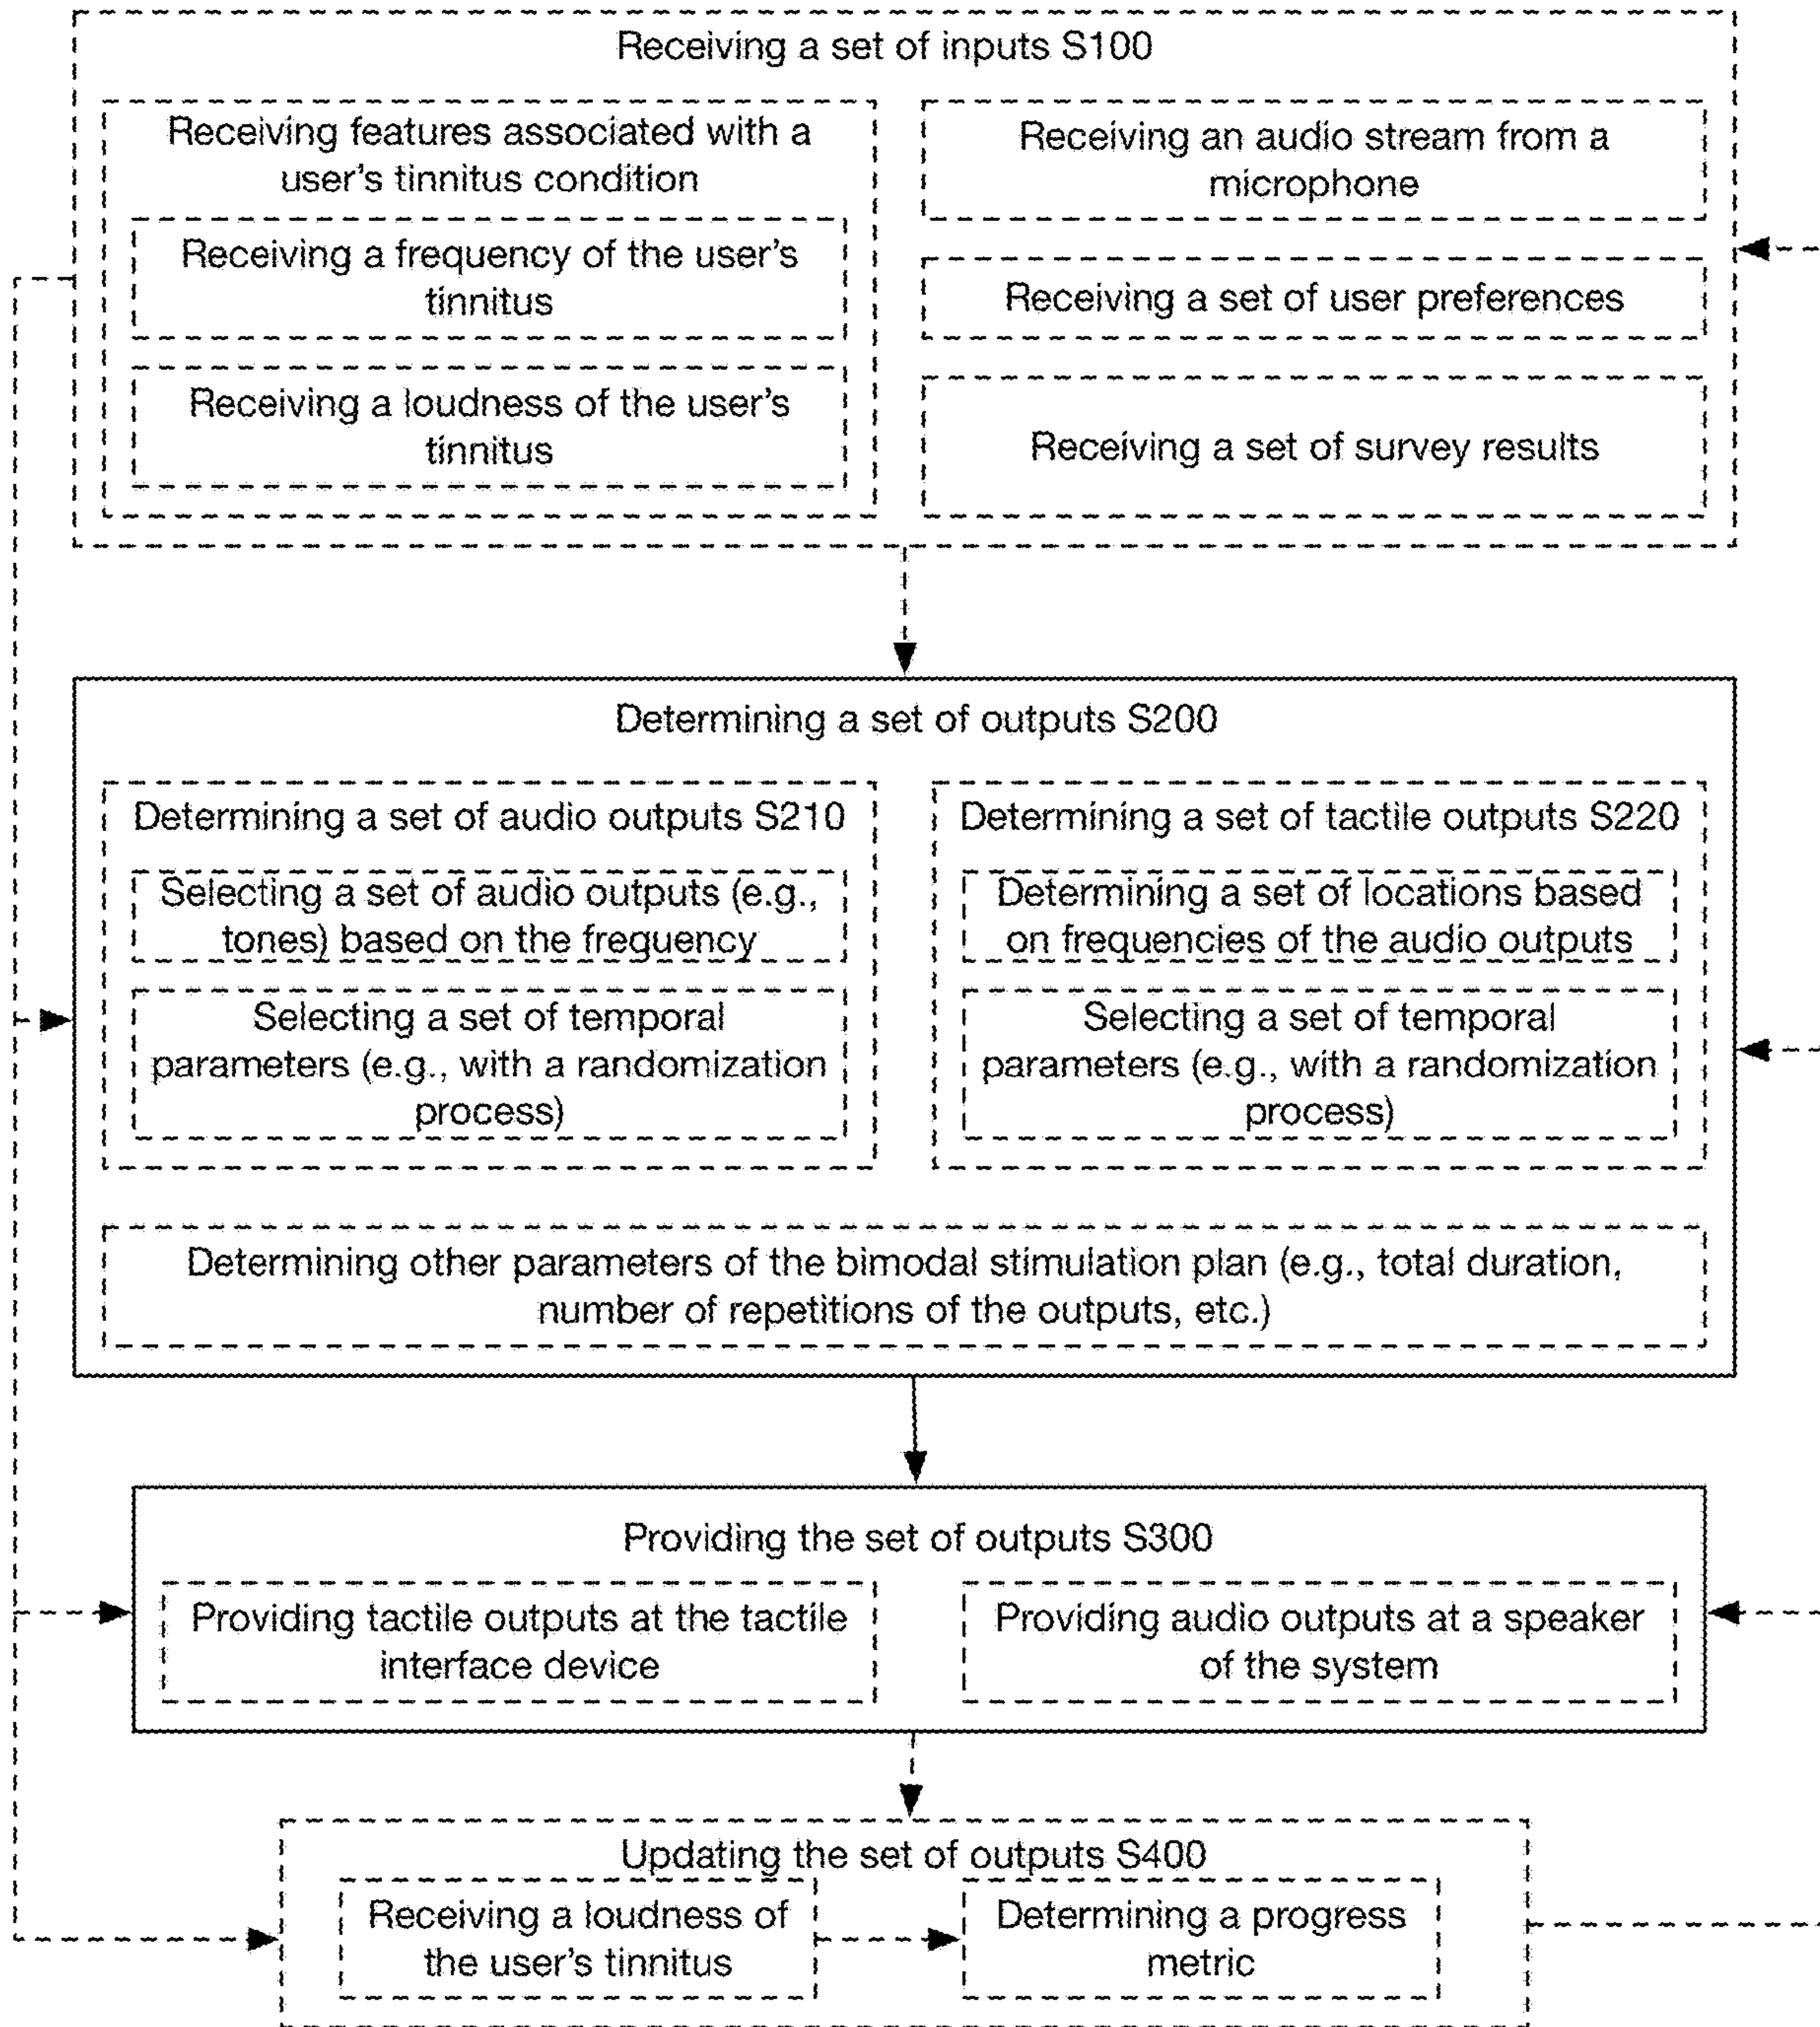 Receiving a set of inputs S100
Receiving features associated with a
user's tinnitus condition
Receiving a frequency of the user's
tinnitus
Receiving a loudness of the user's
tinnitus
Receiving an audio stream from a
microphone
Receiving a set of user preferences
Receiving a set of survey results
Determining a set of outputs S200
Determining a set of audio outputs S210
Selecting a set of audio outputs (e.g.,
tones) based on the frequency
Selecting a set of temporal
parameters (e.g., with a randomization
process)
Determining a set of tactile outputs S220
Determining a set of locations based
on frequencies of the audio outputs
Selecting a set of temporal
parameters (e.g., with a randomization
process)
Determining other parameters of the bimodal stimulation plan (e.g., total duration,
number of repetitions of the outputs, etc.)
Providing the set of outputs S300
Providing tactile outputs at the tactile
interface device
Providing audio outputs at a speaker
of the system
Updating the set of outputs S400
Receiving a loudness of
the user's tinnitus
Determining a progress
metric